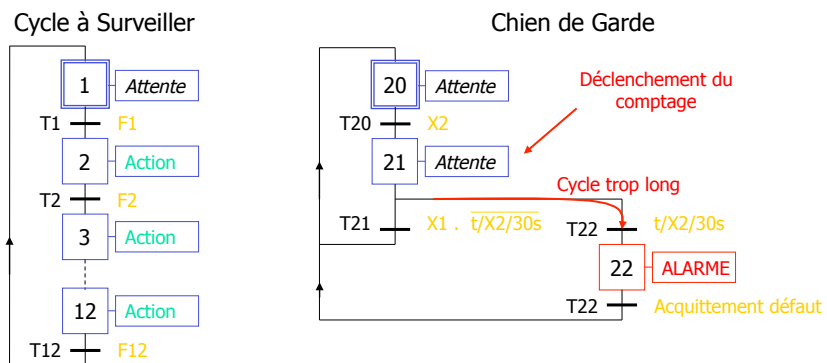 Cycle à Surveiller
1
Attente
T1
F1
2
Action
T2
F2
3
Action
12
Action
T12
F12
Chien de Garde
20
Attente
Déclenchement du
comptage
T20
X2
21
Attente
Cycle trop long
T21
X1 . t/X2/30s
T22
t/X2/30s
22
ALARME
T22
Acquittement défaut